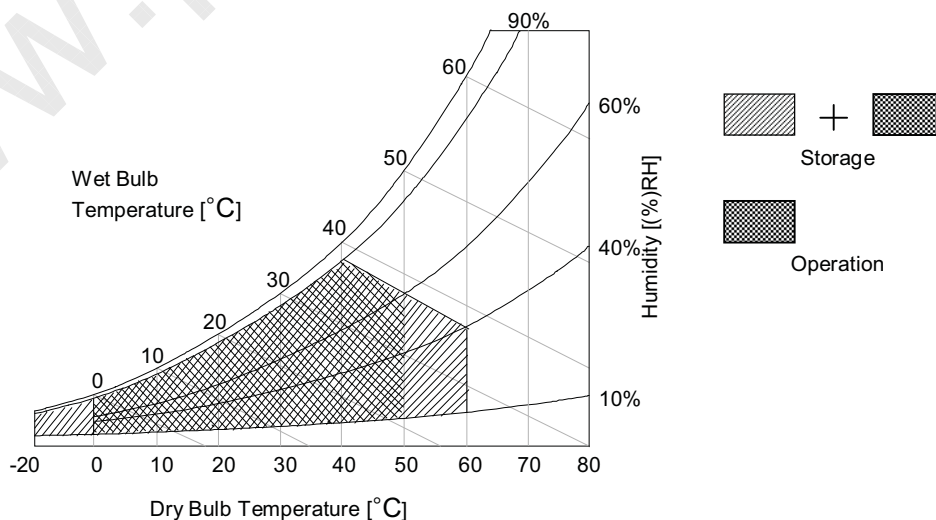 w.
90%
60
60%
50
Wet Bulb
Temperature [°C]
Storage
40
40%
30
Humidity [(%)RH]
20
Operation
10
0
10%
-20 0 10 20 30 40 50 60 70 80
Dry Bulb Temperature [°C]